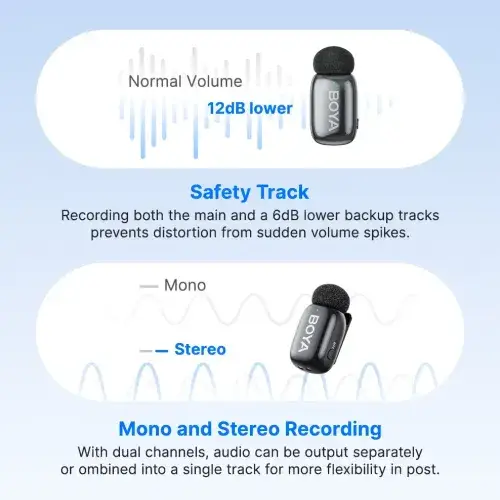 Normal Volume
12dB lower
BOYA
Safety Track
Recording both the main and a 6dB lower backup tracks
prevents distortion from sudden volume spikes.
Mono
Stereo
BOYA
Mono and Stereo Recording
With dual channels, audio can be output separately
or ombined into a single track for more flexibility in post.